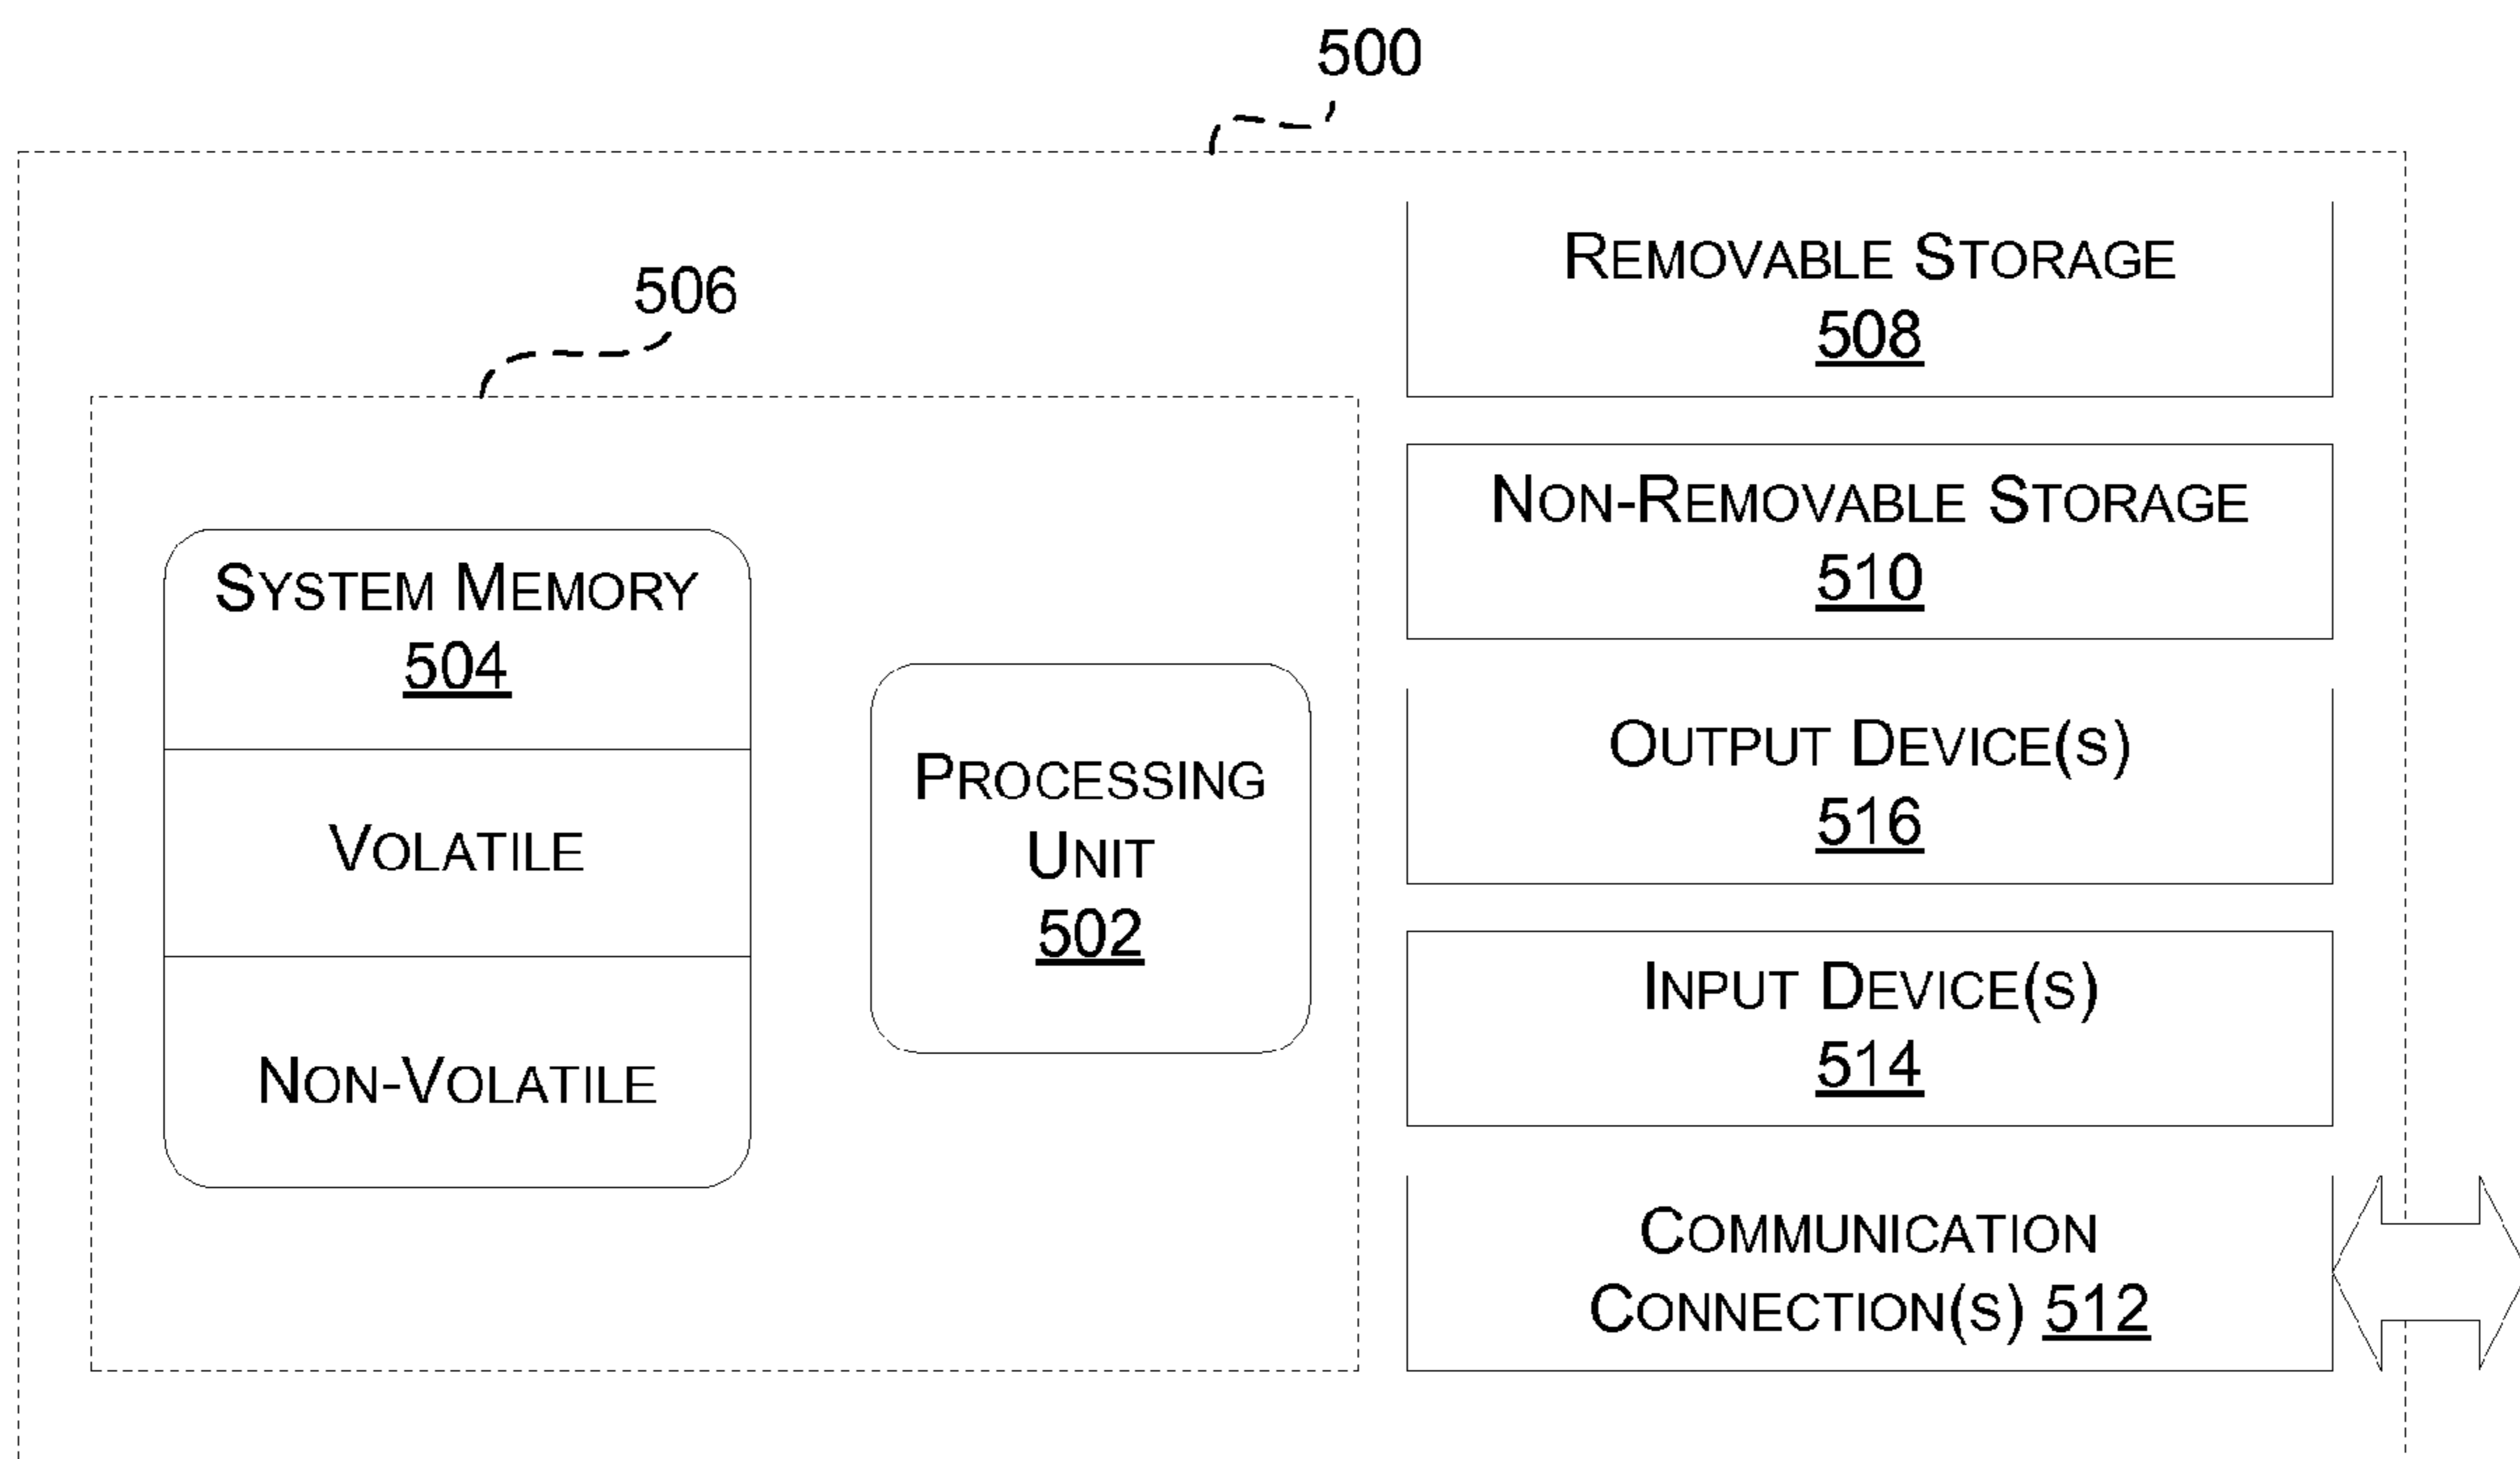 500
506
REMOVABLE STORAGE
508
NON-REMOVABLE STORAGE
510
SYSTEM MEMORY
504
VOLATILE
NON-VOLATILE
PROCESSING
UNIT
502
OUTPUT DEVICE(S)
516
INPUT DEVICE(S)
514
COMMUNICATION
CONNECTION(S) 512